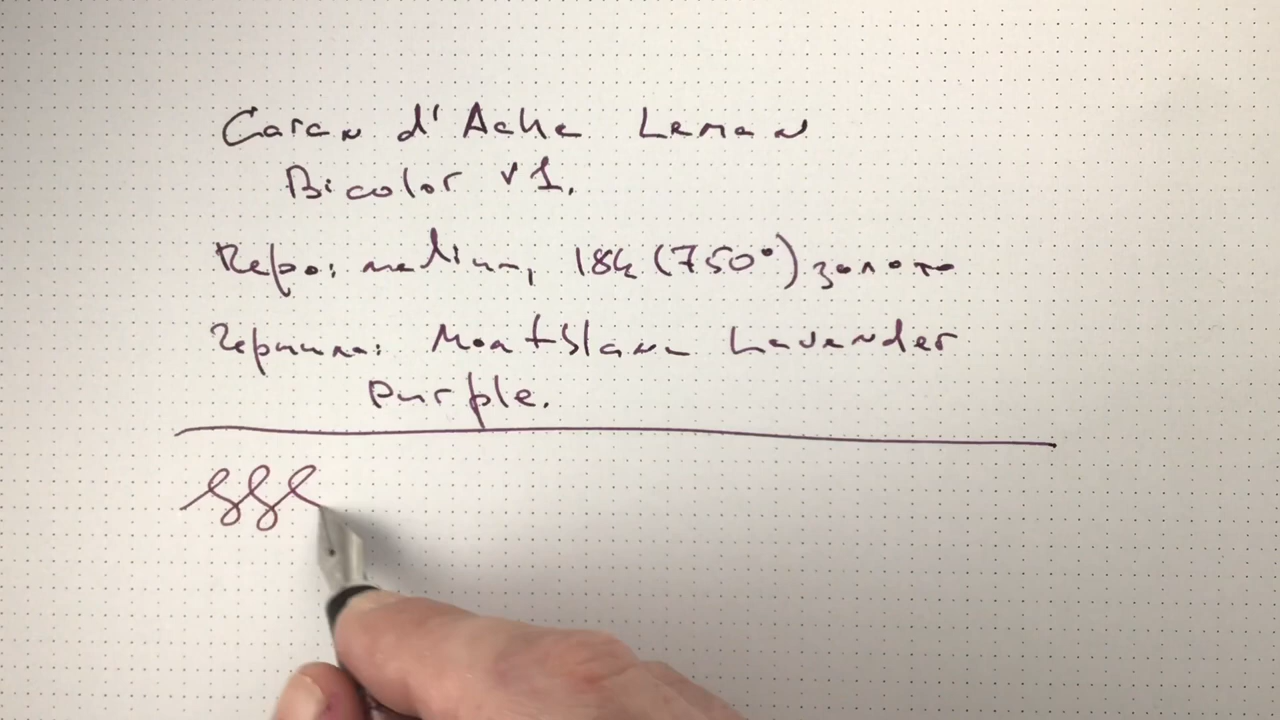 Caran d'Ache Leman
Bicolor v1.
Перо: medium, 18k (750°) золото
Чернила: Montblanc Lavender
Purple.